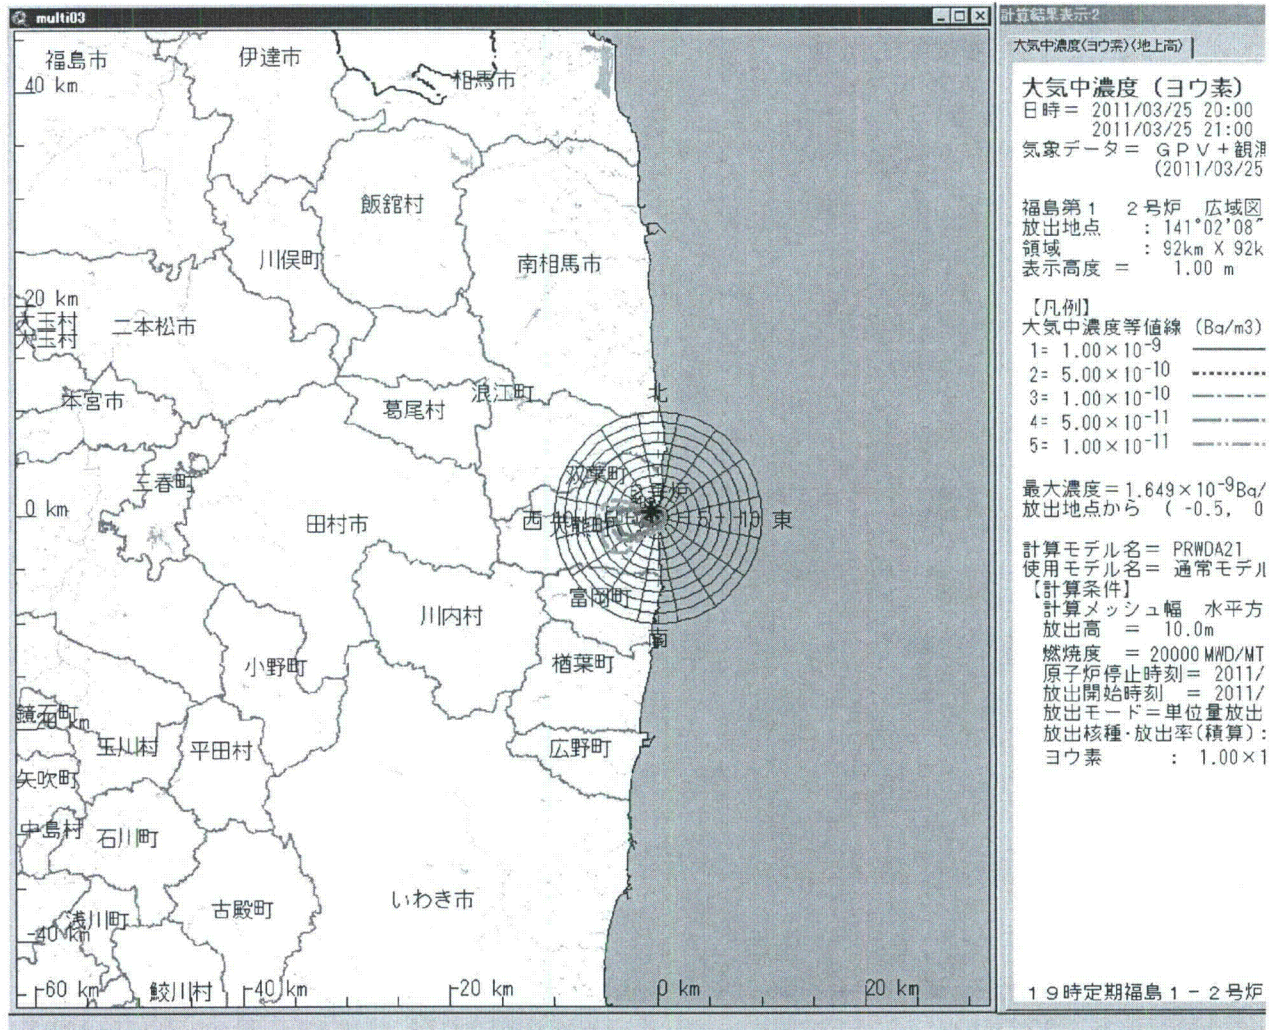 multi03
計算結果表示-2
大気中濃度(ヨウ素)(地上高)
福島市
伊達市
相馬市
40 km
飯舘村
川俣町
南相馬市
20 km
大玉村
大玉村
二本松市
本宮市
葛尾村
浪江町
北
三春町
双葉町
0 km
田村市
西
5
10
東
富岡町
川内村
南
小野町
楢葉町
鏡石町
-20 km
玉川村
平田村
広野町
矢吹町
中島村
石川町
浅川町
古殿町
いわき市
-40 km
鮫川村
-60 km
-40 km
-20 km
0 km
20 km
大気中濃度(ヨウ素)
日時= 2011/03/25 20:00
2011/03/25 21:00
気象データ= GPV+観測
(2011/03/25
福島第1 2号炉 広域図
放出地点 : 141°02'08"
領域 : 92km X 92k
表示高度 = 1.00 m
【凡例】
大気中濃度等値線 (Bq/m3)
1= 1.00×10-9
2= 5.00×10-10
3= 1.00×10-10
4= 5.00×10-11
5= 1.00×10-11
最大濃度=1.649×10-9Bq/
放出地点から ( -0.5, 0
計算モデル名= PRWDA21
使用モデル名= 通常モデル
【計算条件】
計算メッシュ幅 水平方
放出高 = 10.0m
燃焼度 = 20000MWD/MT
原子炉停止時刻= 2011/
放出開始時刻 = 2011/
放出モード=単位量放出
放出核種・放出率(積算):
ヨウ素 : 1.00×1
19時定期福島1-2号炉